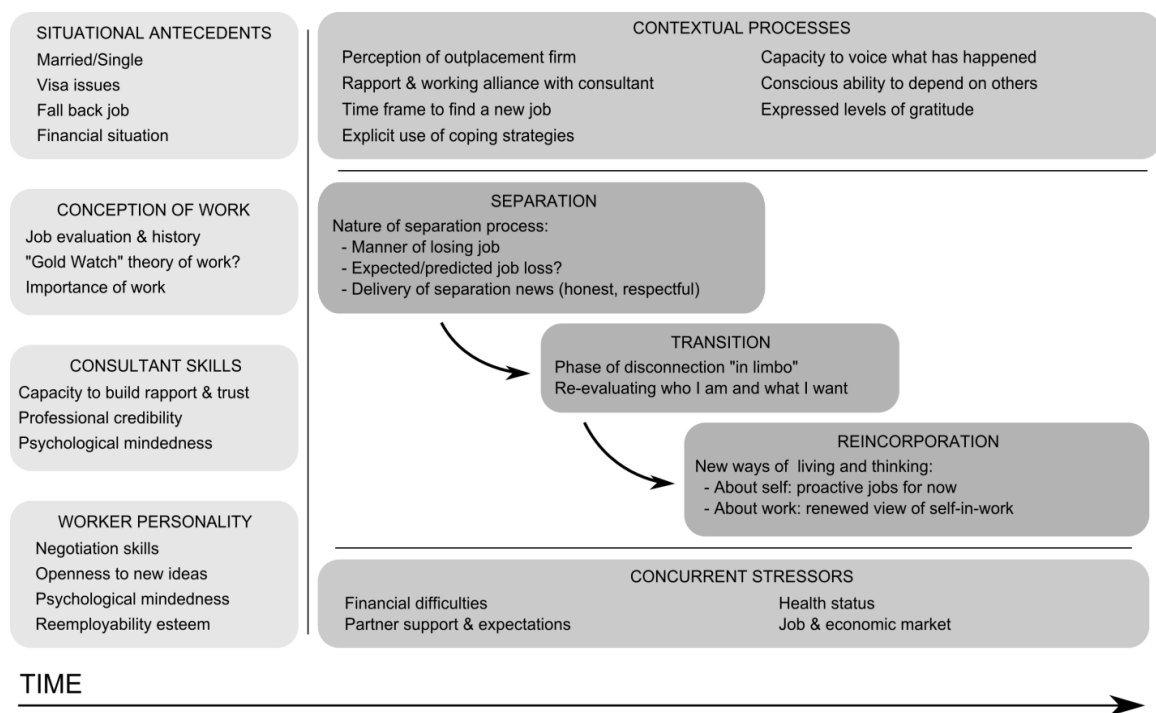 SITUATIONAL ANTECEDENTS
Married/Single
Visa issues
Fall back job
Financial situation
CONCEPTION OF WORK
Job evaluation & history
"Gold Watch" theory of work?
Importance of work
CONSULTANT SKILLS
Capacity to build rapport & trust
Professional credibility
Psychological mindedness
WORKER PERSONALITY
Negotiation skills
Openness to new ideas
Psychological mindedness
Reemployability esteem
CONTEXTUAL PROCESSES
Perception of outplacement firm
Rapport & working alliance with consultant
Time frame to find a new job
Explicit use of coping strategies
Capacity to voice what has happened
Conscious ability to depend on others
Expressed levels of gratitude
SEPARATION
Nature of separation process:
- Manner of losing job
- Expected/predicted job loss?
- Delivery of separation news (honest, respectful)
TRANSITION
Phase of disconnection "in limbo"
Re-evaluating who I am and what I want
REINCORPORATION
New ways of living and thinking:
- About self: proactive jobs for now
- About work: renewed view of self-in-work
CONCURRENT STRESSORS
Financial difficulties
Partner support & expectations
Health status
Job & economic market
TIME